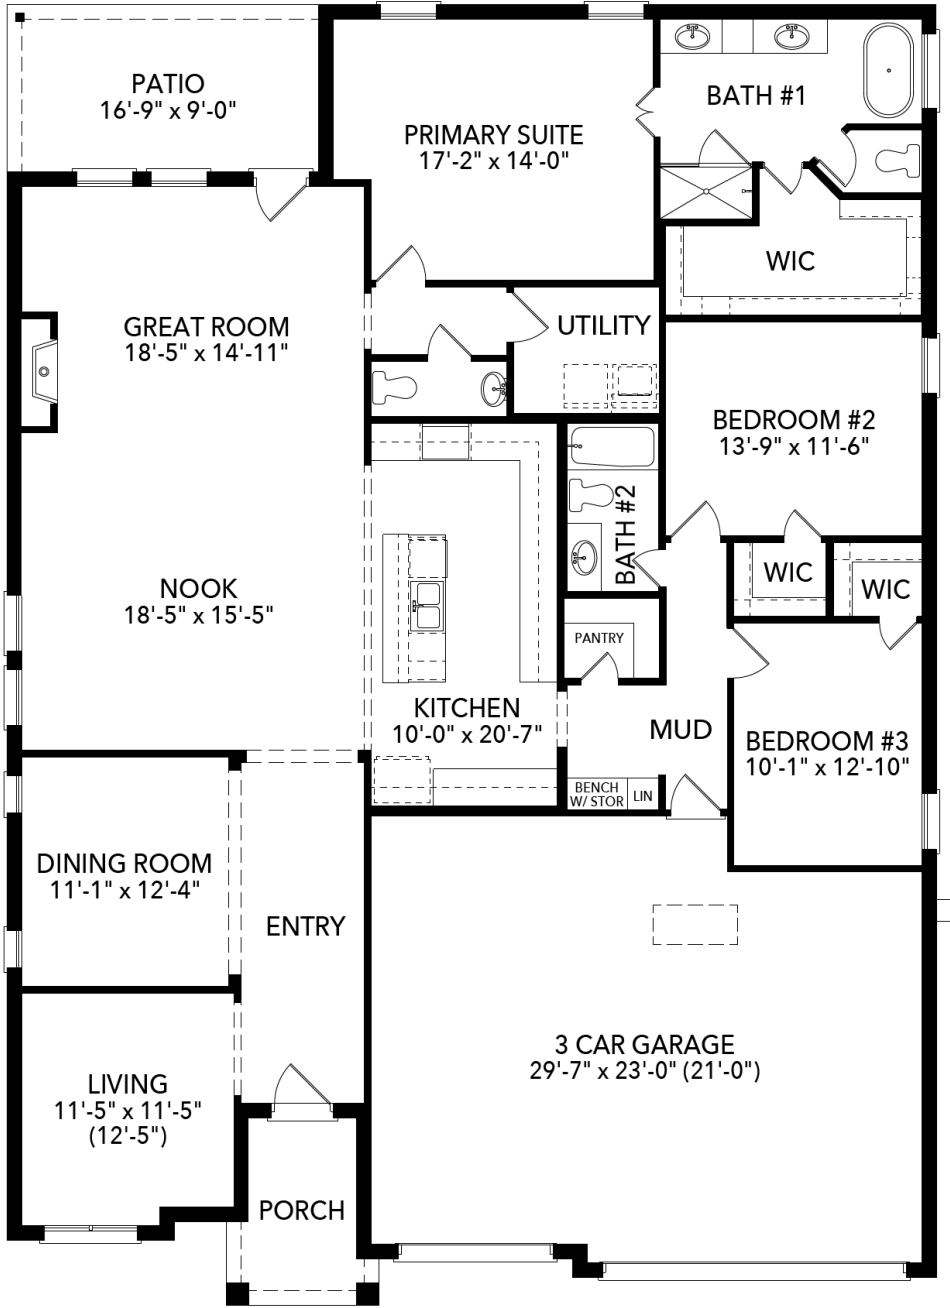 PATIO
16'-9" x 9'-0"
PRIMARY SUITE
17'-2" x 14'-0"
BATH #1
WIC
GREAT ROOM
18'-5" x 14'-11"
UTILITY
BEDROOM #2
13'-9" x 11'-6"
BATH #2
WIC
WIC
NOOK
18'-5" x 15'-5"
PANTRY
KITCHEN
10'-0" x 20'-7"
MUD
BEDROOM #3
10'-1" x 12'-10"
BENCH
W/ STOR
LIN
DINING ROOM
11'-1" x 12'-4"
ENTRY
3 CAR GARAGE
29'-7" x 23'-0" (21'-0")
LIVING
11'-5" x 11'-5"
(12'-5")
PORCH